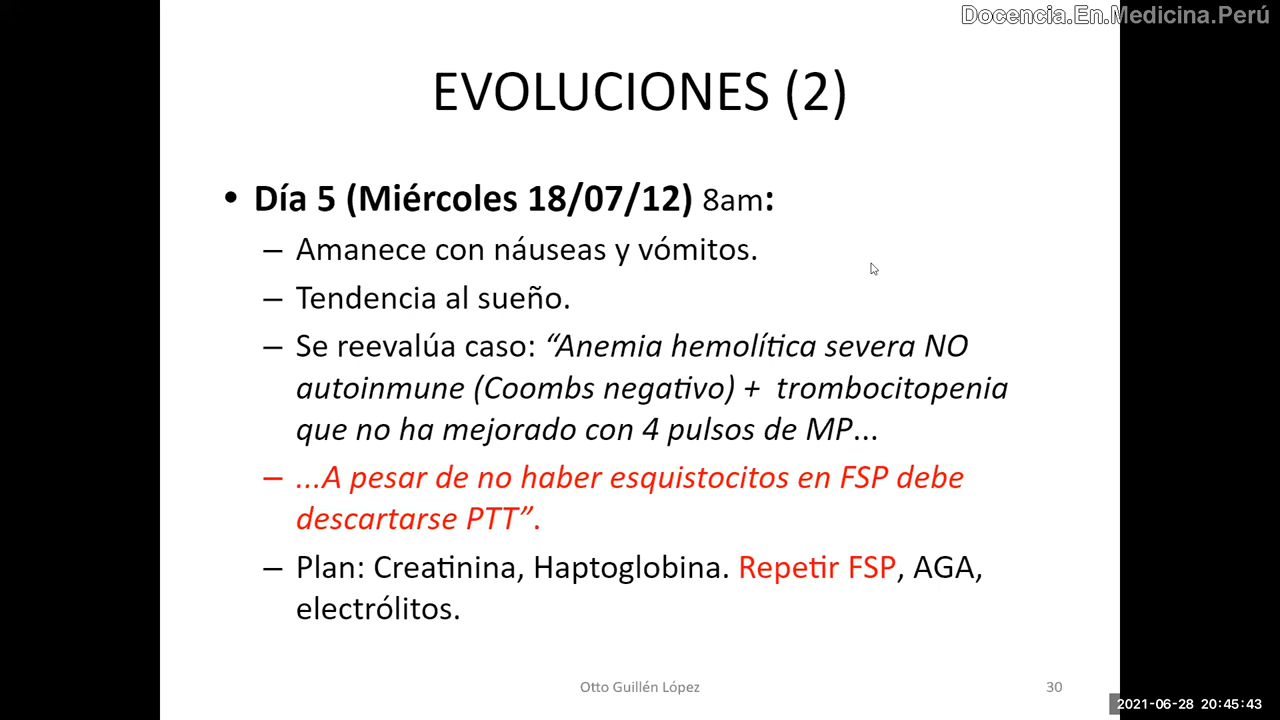 Docencia.En.Medicina.Perú
EVOLUCIONES (2)
• Día 5 (Miércoles 18/07/12) 8am:
– Amanece con náuseas y vómitos.
– Tendencia al sueño.
– Se reevalúa caso: “Anemia hemolítica severa NO
autoinmune (Coombs negativo) + trombocitopenia
que no ha mejorado con 4 pulsos de MP...
– ...A pesar de no haber esquistocitos en FSP debe
descartarse PTT”.
– Plan: Creatinina, Haptoglobina. Repetir FSP, AGA,
electrólitos.
Otto Guillén López
30
2021-06-28 20:45:43